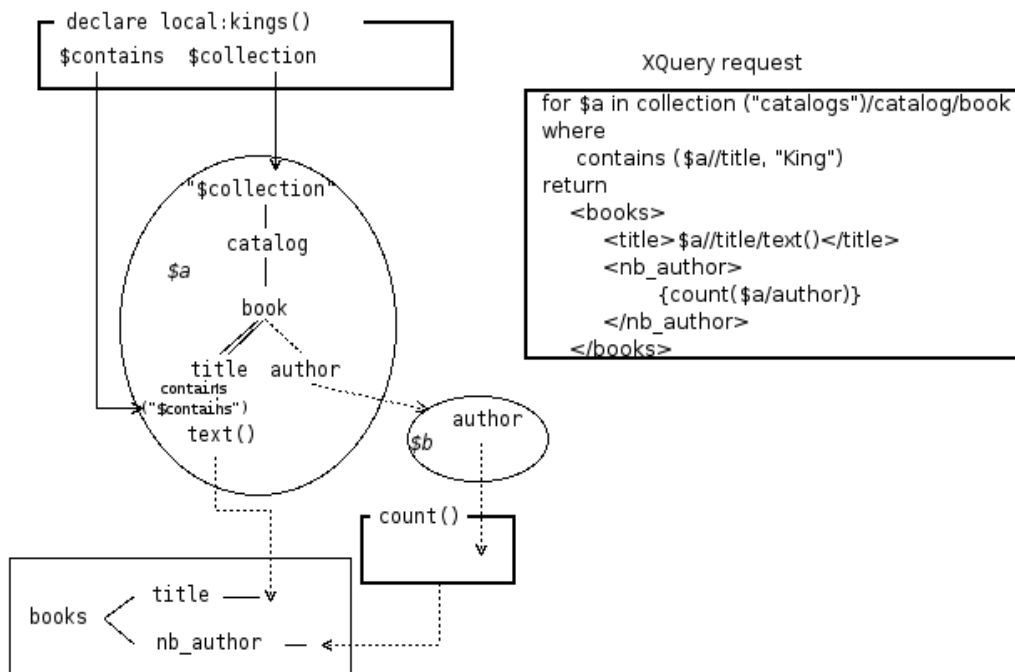 declare local:kings()
$contains $collection
"$collection"
catalog
$a
book
title author
contains
("$contains")
text()
author
$b
count()
title
books
nb_author
XQuery request
for $a in collection ("catalogs")/catalog/book
where
contains ($a//title, "King")
return
<books>
<title>$a//title/text()</title>
<nb_author>
{count($a/author)}
</nb_author>
</books>